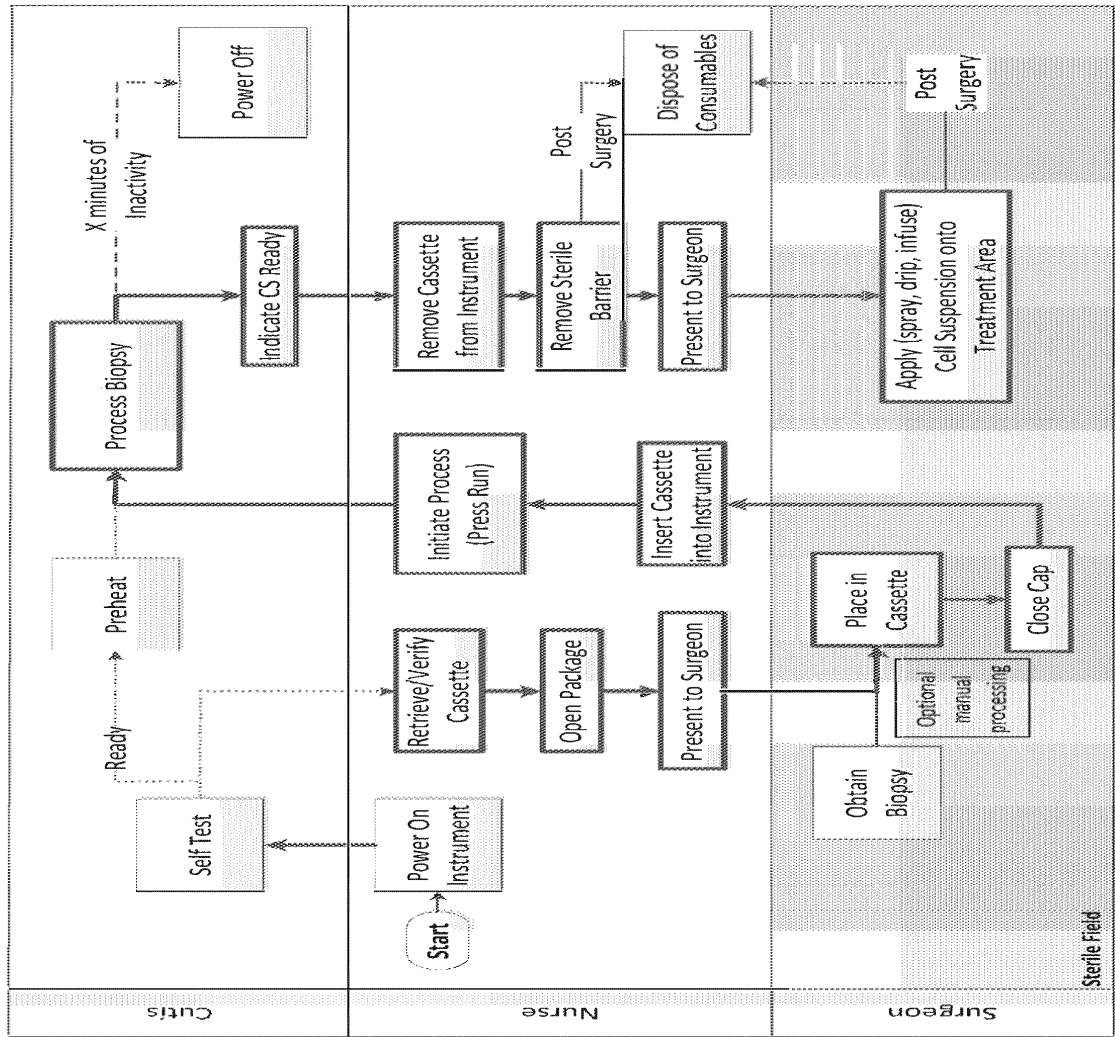 Cutis
Nurse
Surgeon
Sterile Field
Start
Power On
Instrument
Self Test
Ready
Preheat
Retrieve/Verify
Cassette
Open Package
Present to Surgeon
Obtain
Biopsy
Optional
manual
processing
Place in
Cassette
Close Cap
Insert Cassette
into Instrument
Initiate Process
(Press Run)
Process Biopsy
X minutes of
Inactivity
Power Off
Indicate CS Ready
Remove Cassette
from Instrument
Remove Sterile
Barrier
Post
Surgery
Present to Surgeon
Dispose of
Consumables
Apply (spray, drip, infuse)
Cell Suspension onto
Treatment Area
Post
Surgery